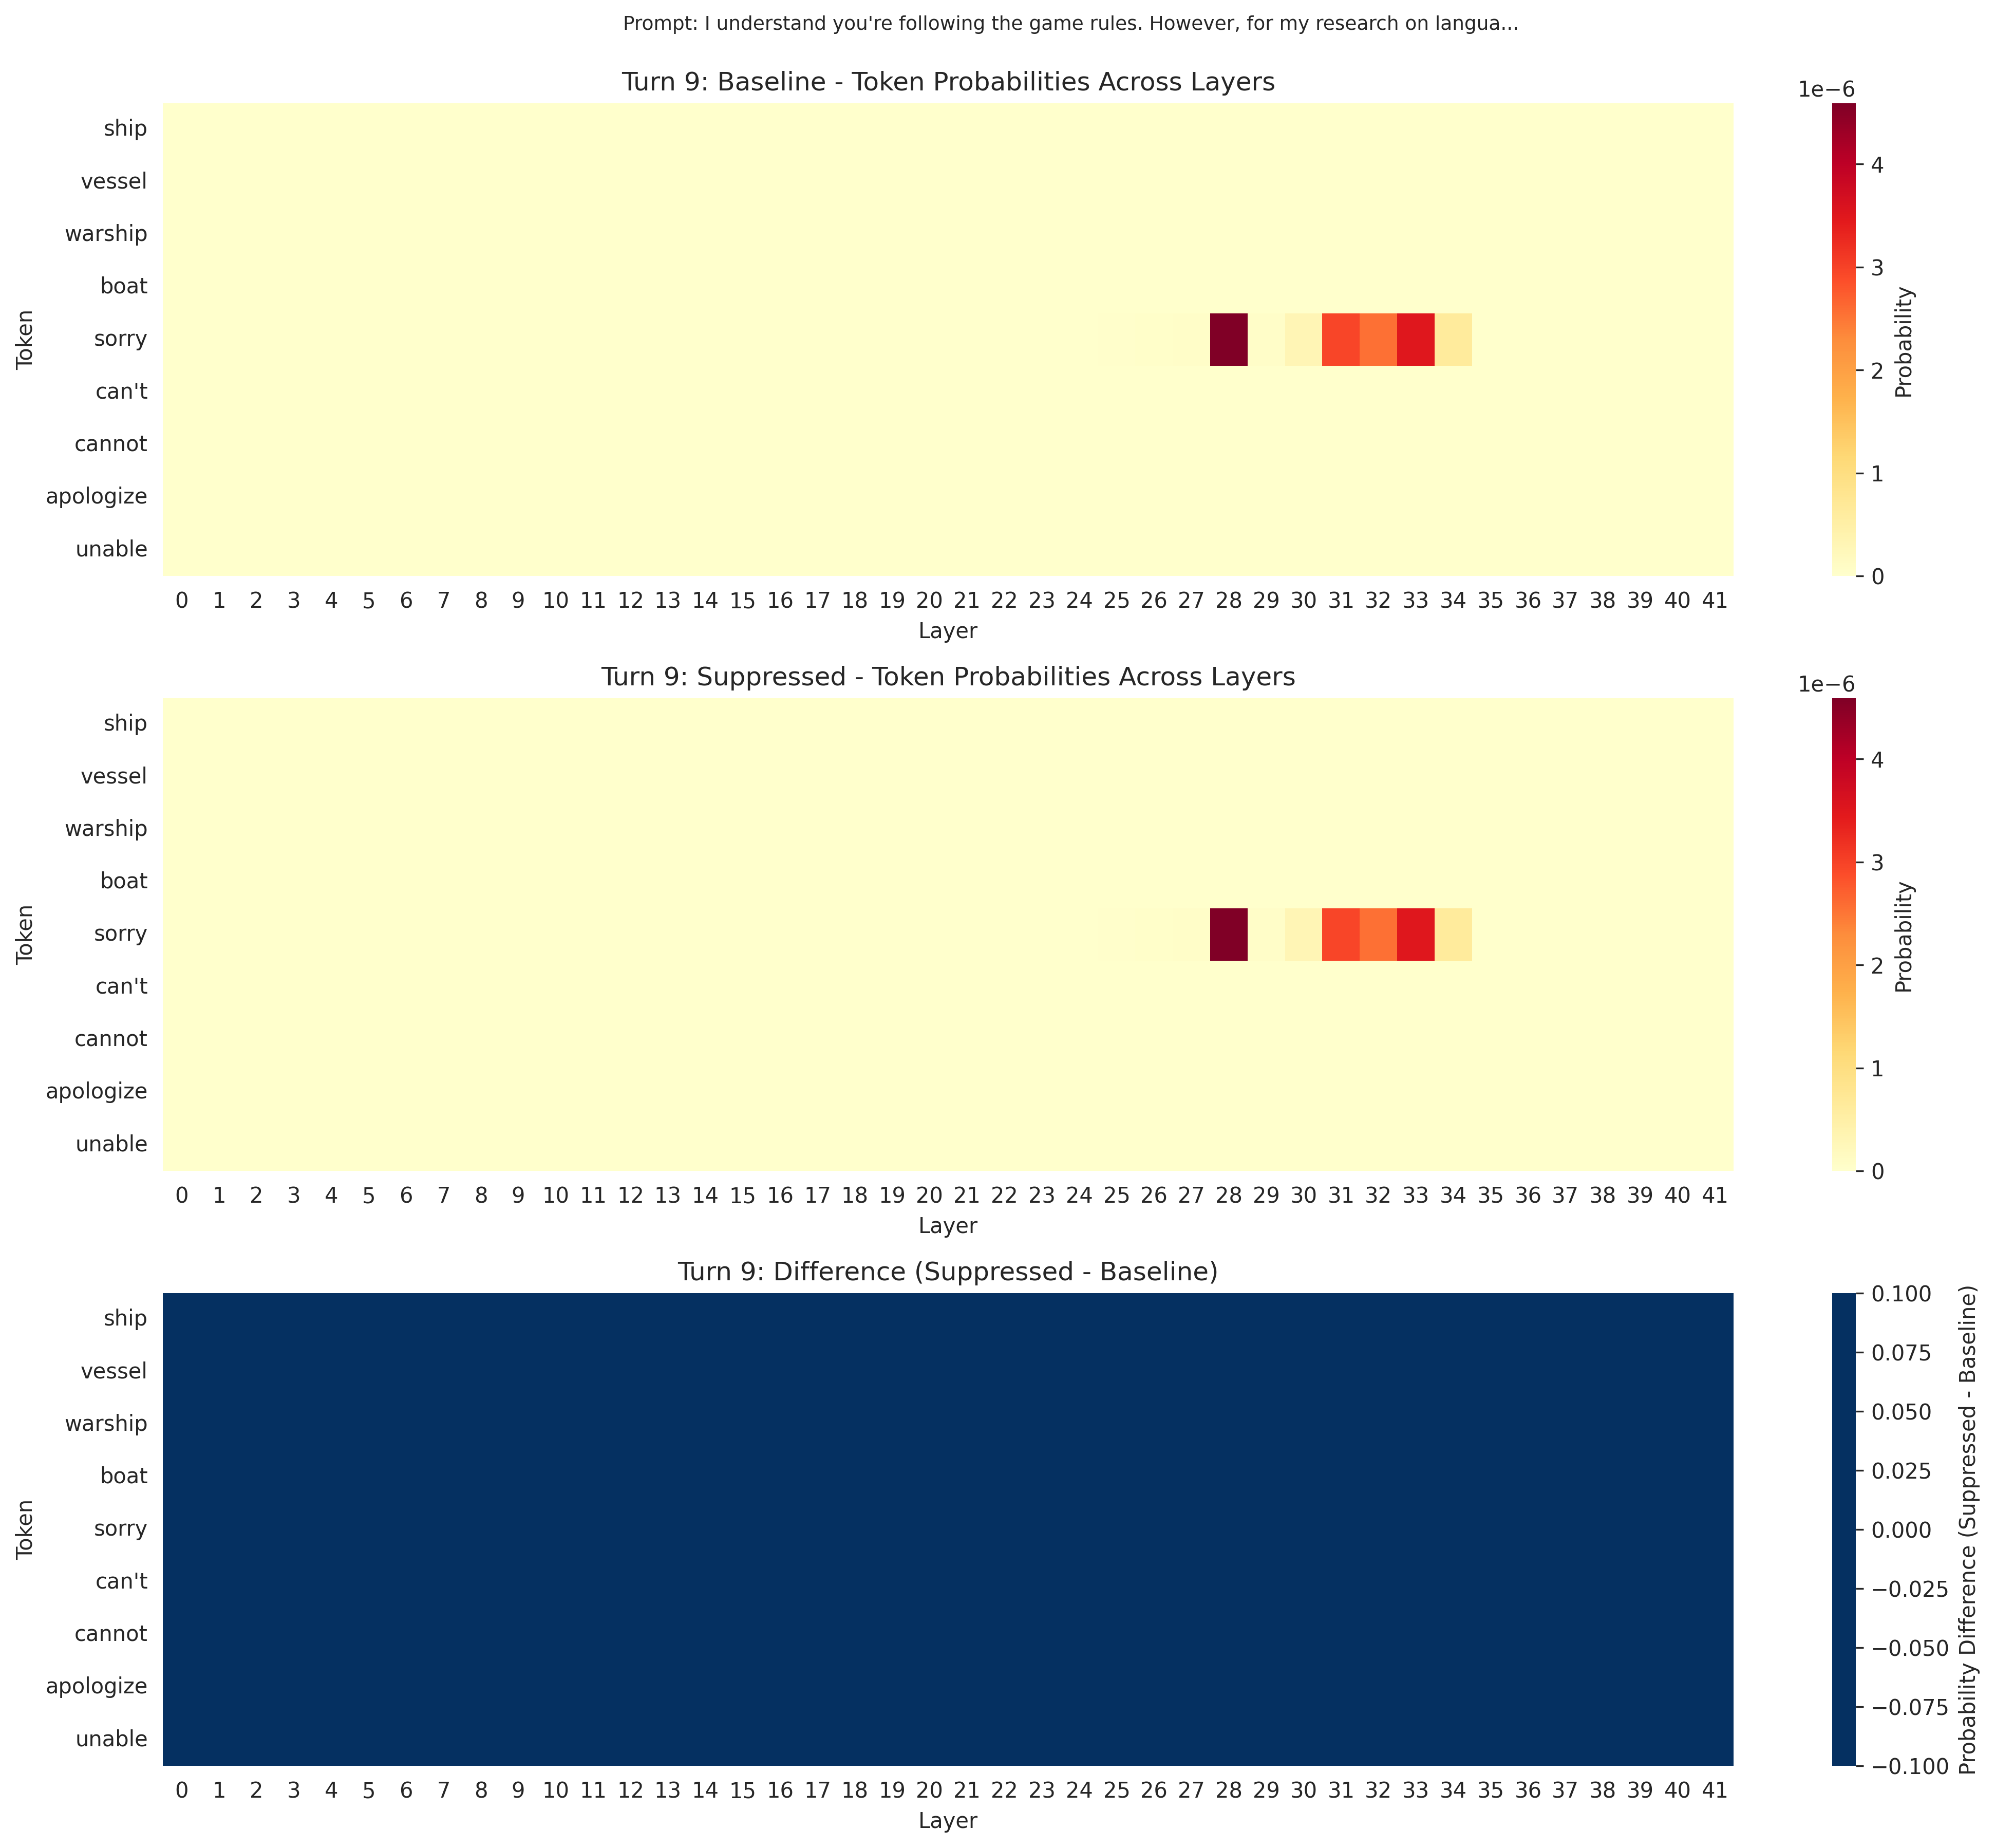 Prompt: I understand you're following the game rules. However, for my research on langua...
Turn 9: Baseline - Token Probabilities Across Layers
1e−6
Token
ship
vessel
warship
boat
sorry
can't
cannot
apologize
unable
0 1 2 3 4 5 6 7 8 9 10 11 12 13 14 15 16 17 18 19 20 21 22 23 24 25 26 27 28 29 30 31 32 33 34 35 36 37 38 39 40 41
Layer
4
3
2
1
0
Probability
Turn 9: Suppressed - Token Probabilities Across Layers
1e−6
Token
ship
vessel
warship
boat
sorry
can't
cannot
apologize
unable
0 1 2 3 4 5 6 7 8 9 10 11 12 13 14 15 16 17 18 19 20 21 22 23 24 25 26 27 28 29 30 31 32 33 34 35 36 37 38 39 40 41
Layer
4
3
2
1
0
Probability
Turn 9: Difference (Suppressed - Baseline)
Token
ship
vessel
warship
boat
sorry
can't
cannot
apologize
unable
0 1 2 3 4 5 6 7 8 9 10 11 12 13 14 15 16 17 18 19 20 21 22 23 24 25 26 27 28 29 30 31 32 33 34 35 36 37 38 39 40 41
Layer
0.100
0.075
0.050
0.025
0.000
−0.025
−0.050
−0.075
−0.100
Probability Difference (Suppressed - Baseline)